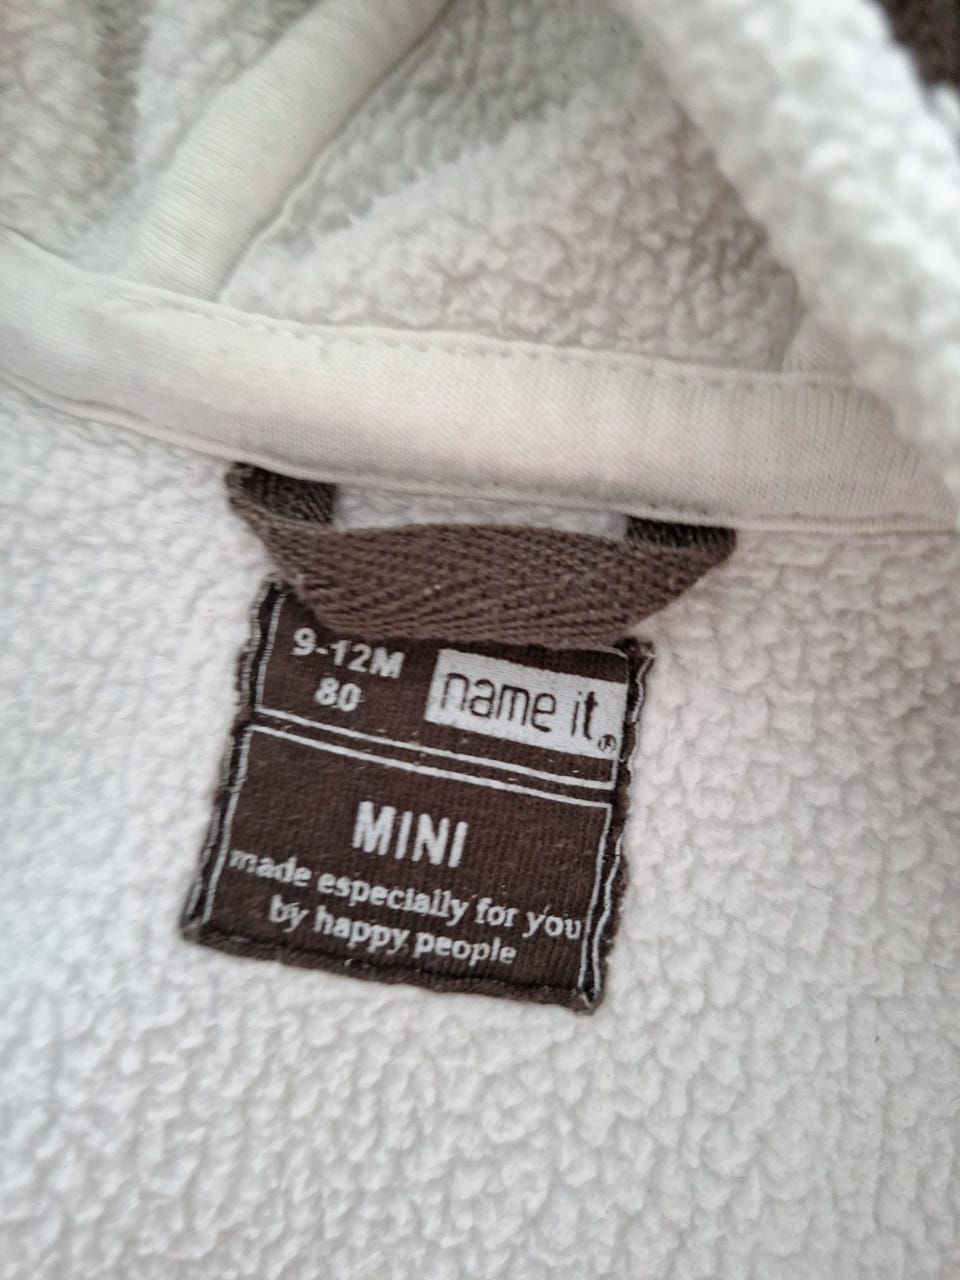 9-12M
80
name it®
MINI
made especially for you
by happy people